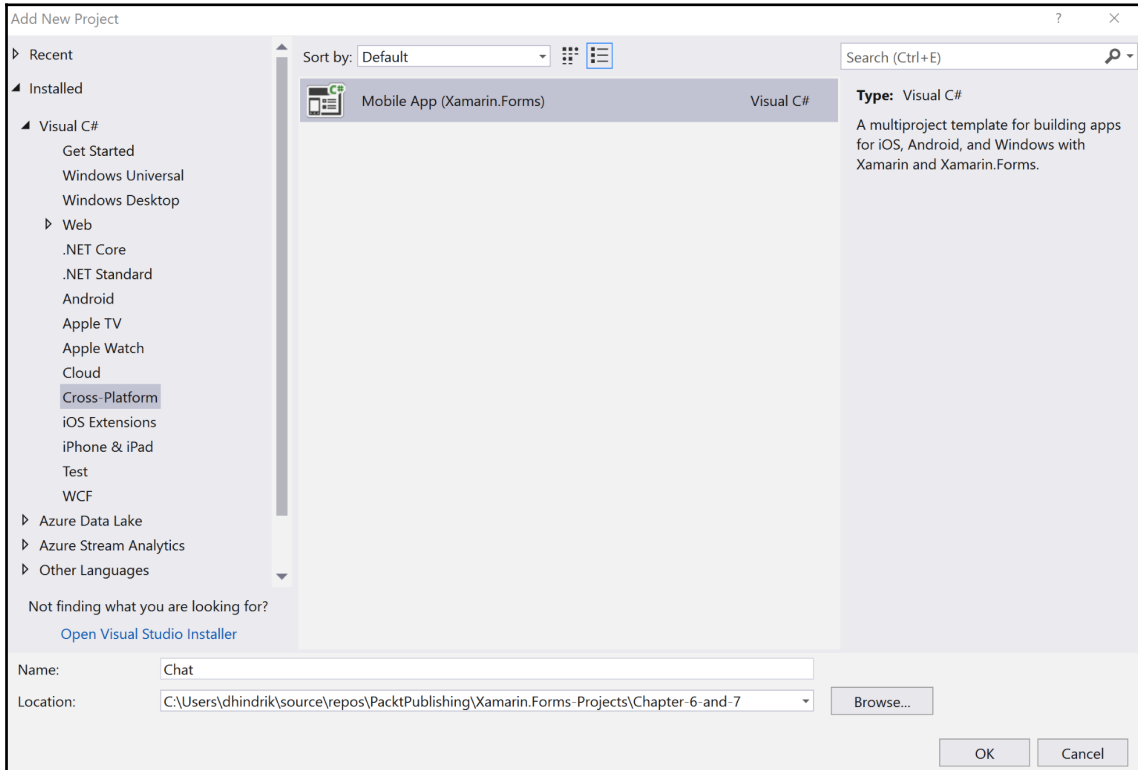 Add New Project
? ×
Recent
Installed
Visual C#
Get Started
Windows Universal
Windows Desktop
Web
.NET Core
.NET Standard
Android
Apple TV
Apple Watch
Cloud
Cross-Platform
iOS Extensions
iPhone & iPad
Test
WCF
Azure Data Lake
Azure Stream Analytics
Other Languages
Not finding what you are looking for?
Open Visual Studio Installer
Sort by: Default
C#
Mobile App (Xamarin.Forms) Visual C#
Search (Ctrl+E)
Type: Visual C#
A multiproject template for building apps
for iOS, Android, and Windows with
Xamarin and Xamarin.Forms.
Name: Chat
Location: C:\Users\dhindrik\source\repos\PacktPublishing\Xamarin.Forms-Projects\Chapter-6-and-7
Browse...
OK Cancel